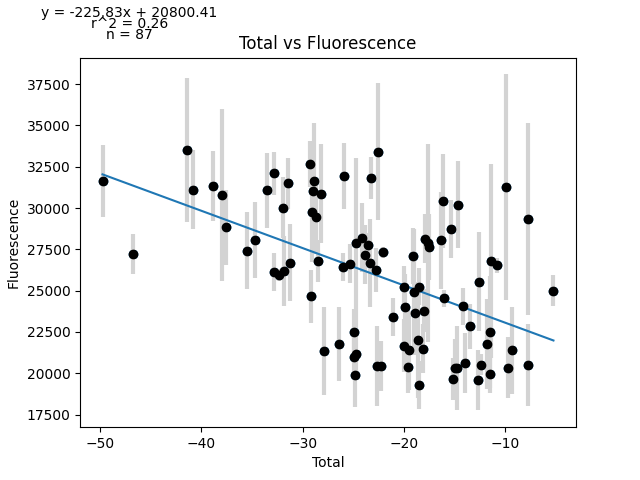 y = -225.83x + 20800.41
r^2 = 0.26
n = 87
Total vs Fluorescence
37500
35000
32500
30000
27500
25000
22500
20000
17500
Fluorescence
−50 −40 −30 −20 −10
Total